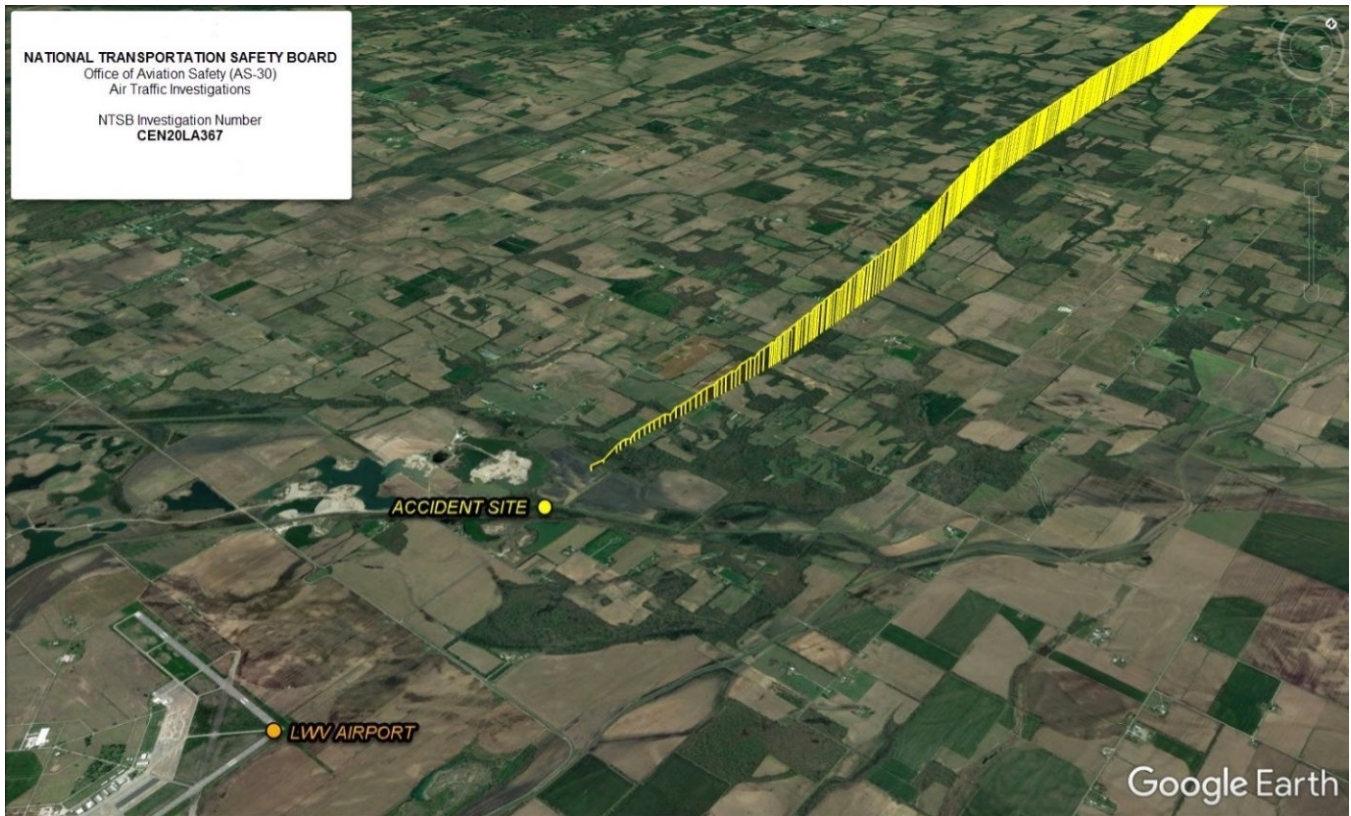 NATIONAL TRANSPORTATION SAFETY BOARD
Office of Aviation Safety (AS-30)
Air Traffic Investigations
NTSB Investigation Number
CEN20LA367
ACCIDENT SITE
LWV AIRPORT
Google Earth